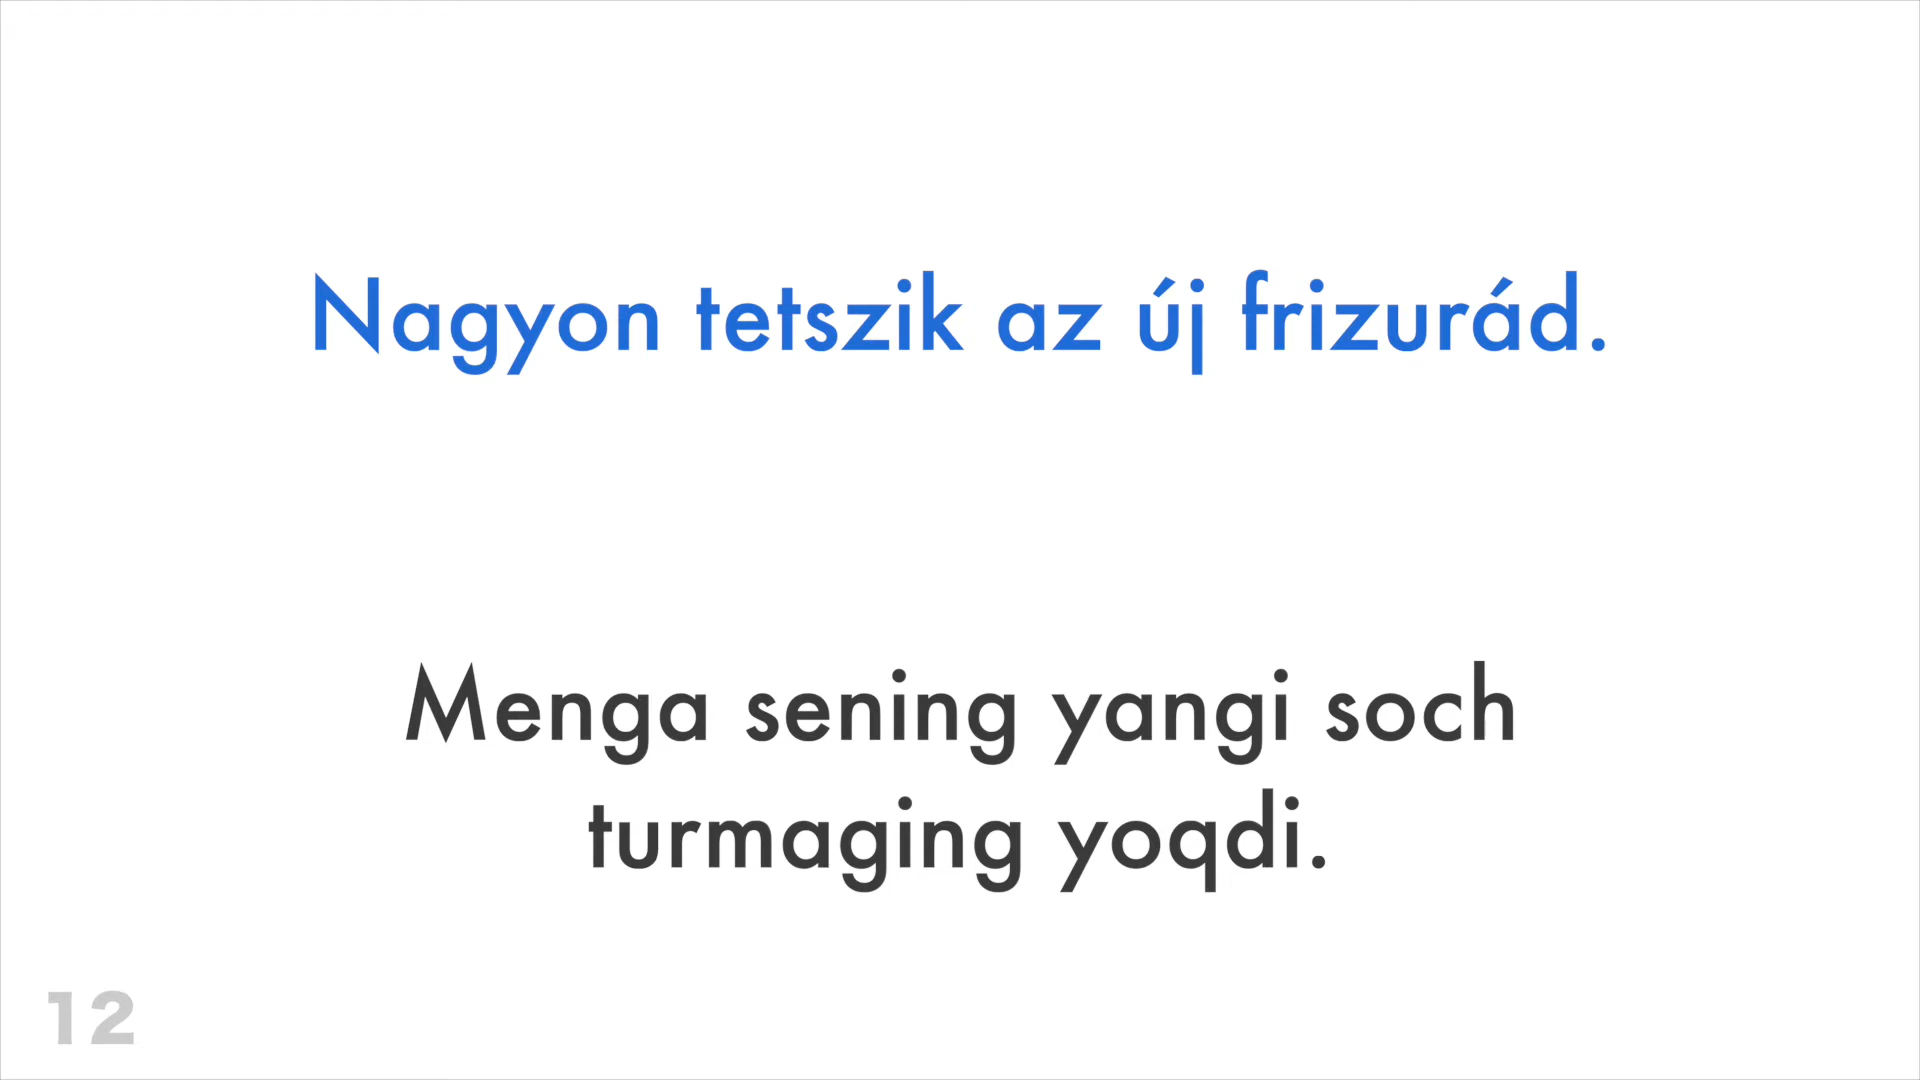 Nagyon tetszik az új frizurád.
Menga sening yangi soch
turmaging yoqdi.
12